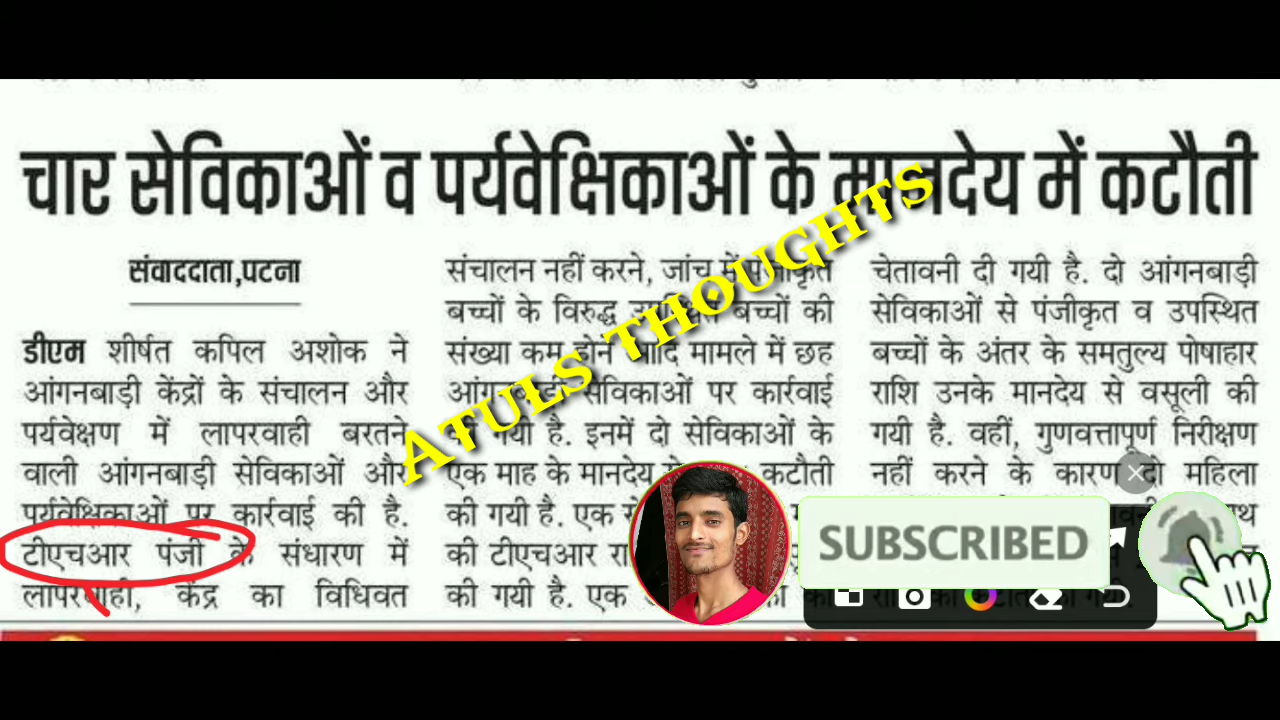 चार सेविकाओं व पर्यवेक्षिकाओं के मानदेय में कटौती
संवाददाता,पटना
डीएम शीर्षत कपिल अशोक ने
आंगनबाड़ी केंद्रों के संचालन और
पर्यवेक्षण में लापरवाही बरतने
वाली आंगनबाड़ी सेविकाओं और
पर्यवेक्षिकाओं पर कार्रवाई की है.
टीएचआर पंजी के संधारण में
लापरवाही, केंद्र का विधिवत
संचालन नहीं करने, जांच में पंजीकृत
बच्चों के विरुद्ध उपस्थित बच्चों की
संख्या कम होने आदि मामले में छह
आंगनबाड़ी सेविकाओं पर कार्रवाई
की गयी है. इनमें दो सेविकाओं के
एक माह के मानदेय कटौती
की गयी है. एक
की टीएचआर
की गयी है. एक
चेतावनी दी गयी है. दो आंगनबाड़ी
सेविकाओं से पंजीकृत व उपस्थित
बच्चों के अंतर के समतुल्य पोषाहार
राशि उनके मानदेय से वसूली की
गयी है. वहीं, गुणवत्तापूर्ण निरीक्षण
नहीं करने के कारण दो महिला
ATULS THOUGHTS
SUBSCRIBED